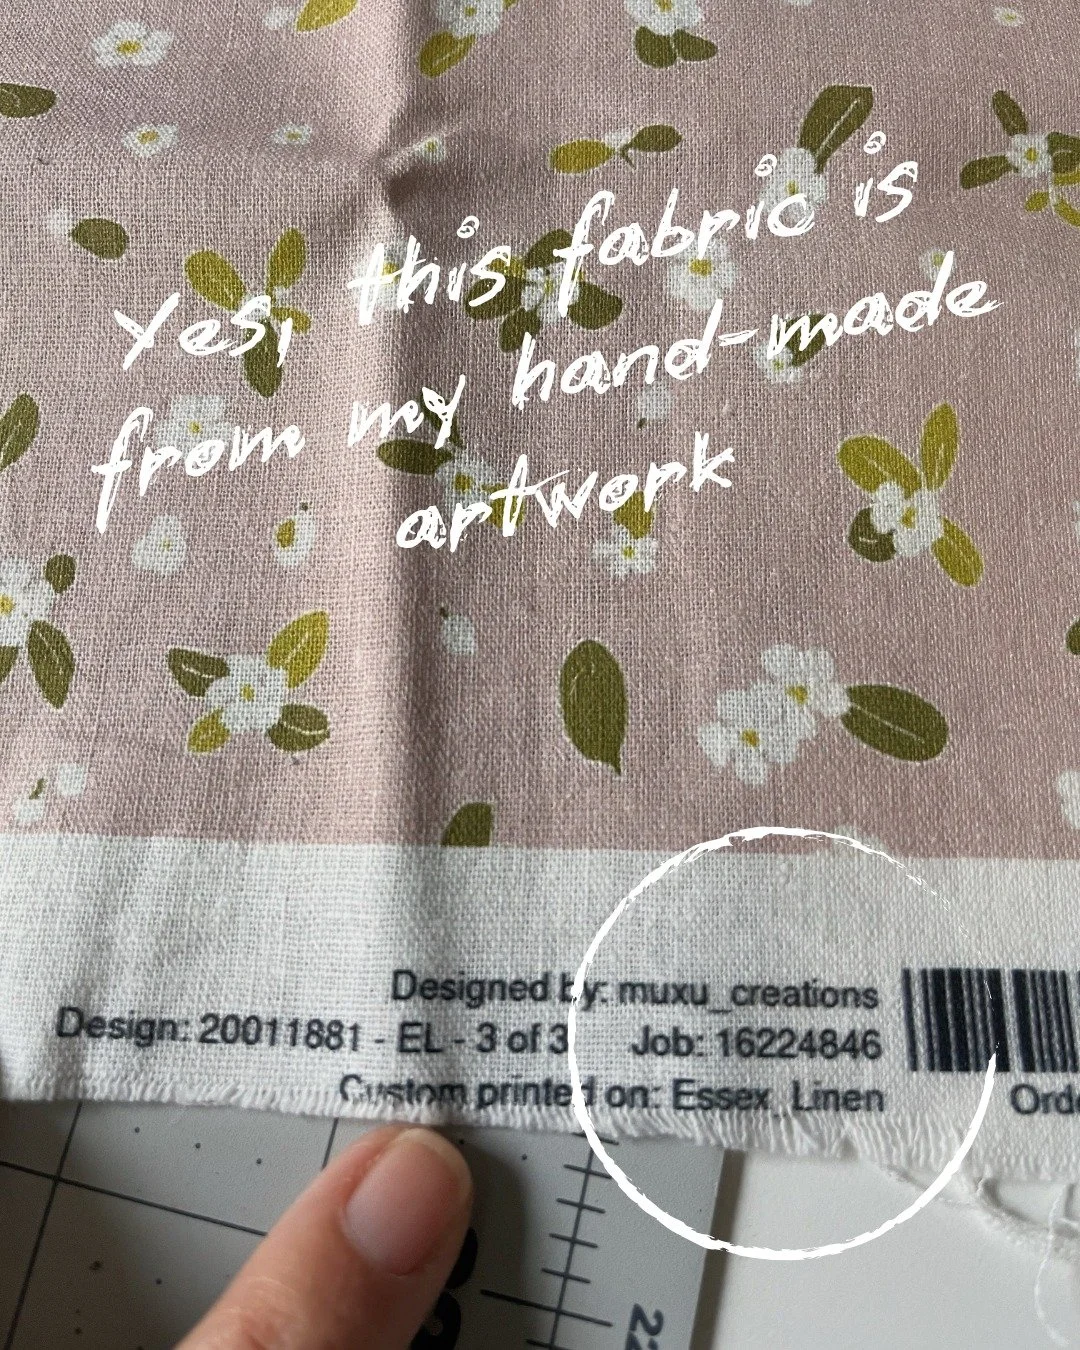 Yes, this fabric is
from my hand-made
artwork
Designed by: muxu_creations
Design: 20011881 - EL - 3 of 3 Job: 16224846
Custom printed on: Essex_Linen
22